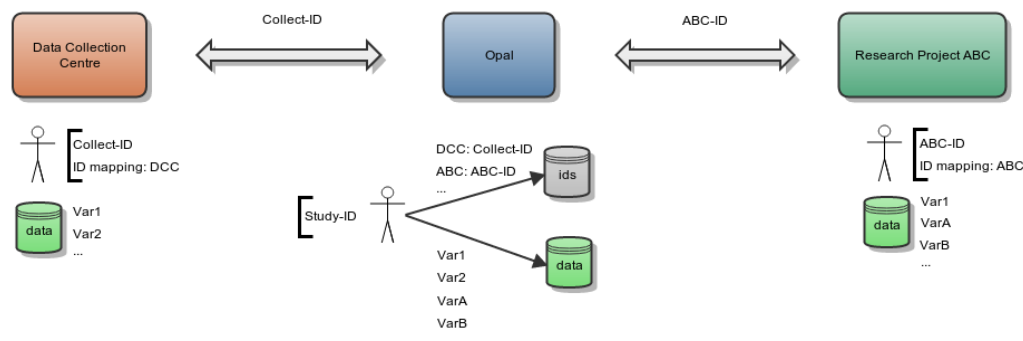 Collect-ID
ABC-ID
Data Collection
Centre
Opal
Research Project ABC
Collect-ID
ID mapping: DCC
Var1
Var2
...
data
Study-ID
DCC: Collect-ID
ABC: ABC-ID
...
ids
data
Var1
Var2
VarA
VarB
ABC-ID
ID mapping: ABC
data
Var1
VarA
VarB
...